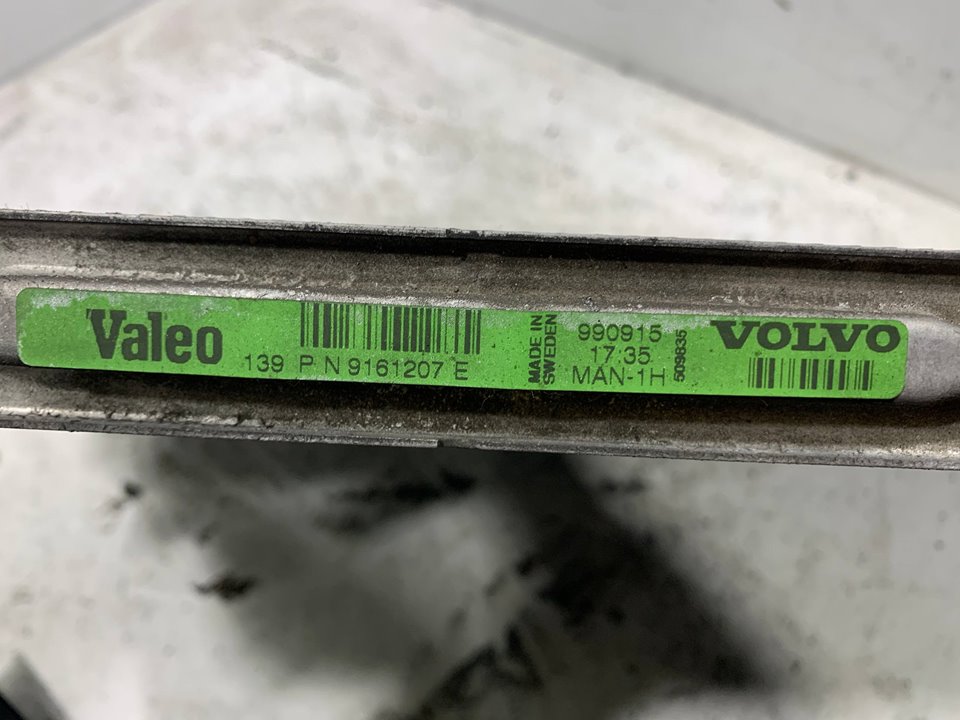 Valeo
139 P N 9161207 E
MADE IN
SWEDEN
990915
17:35
MAN-1H
509835
VOLVO